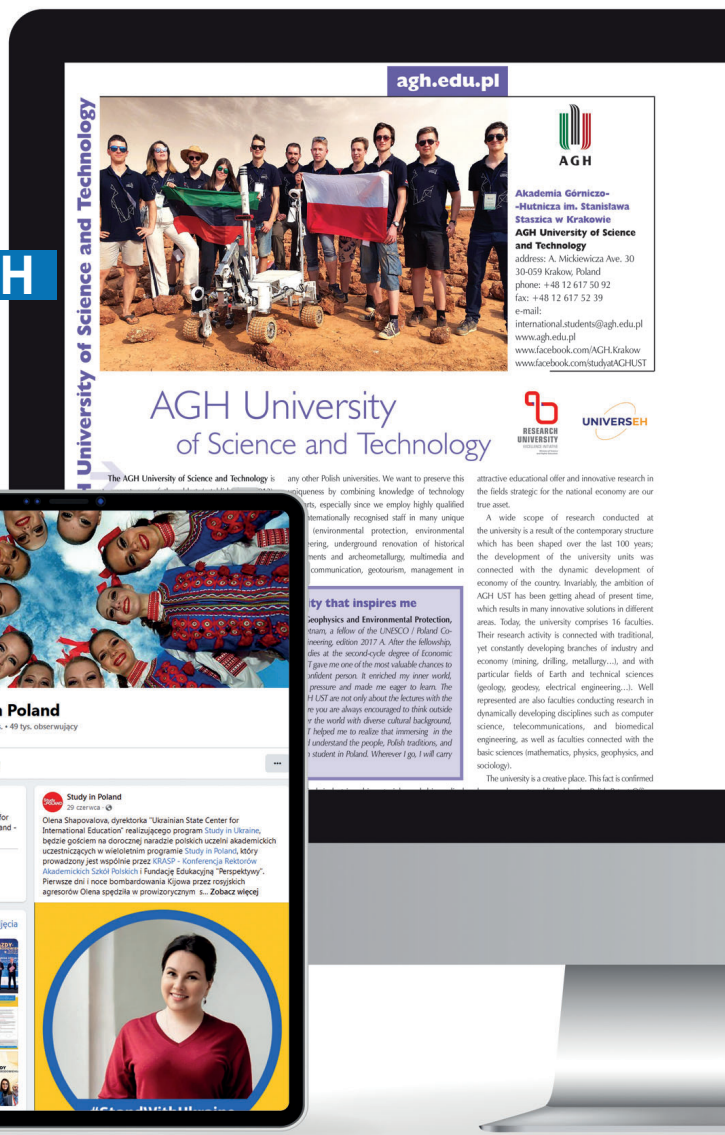 agh.edu.pl
University of Science and Technology
H
AGH
Akademia Górniczo-
-Hutnicza im. Stanisława
Staszica w Krakowie
AGH University of Science
and Technology
address: A. Mickiewicza Ave. 30
30-059 Krakow, Poland
phone: +48 12 617 50 92
fax: +48 12 617 52 39
e-mail:
international.students@agh.edu.pl
www.agh.edu.pl
www.facebook.com/AGH.Krakow
www.facebook.com/studyatAGHUST
AGH University
of Science and Technology
RESEARCH
UNIVERSITY
UNIVERSEH
The AGH University of Science and Technology is
any other Polish universities. We want to preserve this
uniqueness by combining knowledge of technology
especially since we employ highly qualified
internationally recognised staff in many unique
(environmental protection, environmental
underground renovation of historical
and archeometallurgy, multimedia and
communication, geotourism, management in
that inspires me
Geophysics and Environmental Protection,
a fellow of the UNESCO / Poland Co-
edition 2017 A. After the fellowship,
at the second-cycle degree of Economic
gave me one of the most valuable chances to
person. It enriched my inner world,
pressure and made me eager to learn. The
UST are not only about the lectures with the
you are always encouraged to think outside
the world with diverse cultural background,
helped me to realize that immersing in the
understand the people, Polish traditions, and
student in Poland. Wherever I go, I will carry
attractive educational offer and innovative research in
the fields strategic for the national economy are our
true asset.
A wide scope of research conducted at
the university is a result of the contemporary structure
which has been shaped over the last 100 years;
the development of the university units was
connected with the dynamic development of
economy of the country. Invariably, the ambition of
AGH UST has been getting ahead of present time,
which results in many innovative solutions in different
areas. Today, the university comprises 16 faculties.
Their research activity is connected with traditional,
yet constantly developing branches of industry and
economy (mining, drilling, metallurgy…), and with
particular fields of Earth and technical sciences
(geology, geodesy, electrical engineering…). Well
represented are also faculties conducting research in
dynamically developing disciplines such as computer
science, telecommunications, and biomedical
engineering, as well as faculties connected with the
basic sciences (mathematics, physics, geophysics, and
sociology).
The university is a creative place. This fact is confirmed
Poland
• 49 tys. obserwujący
...
for
and -
Study in Poland
29 czerwca ·
Olena Shapovalova, dyrektorka "Ukrainian State Center for
International Education" realizującego program Study in Ukraine,
będzie gościem na dorocznej naradzie polskich uczelni akademickich
uczestniczących w wieloletnim programie Study in Poland, który
prowadzony jest wspólnie przez KRASP - Konferencja Rektorów
Akademickich Szkół Polskich i Fundację Edukacyjną "Perspektywy".
Pierwsze dni i noce bombardowania Kijowa przez rosyjskich
agresorów Olena spędziła w prowizorycznym s... Zobacz więcej